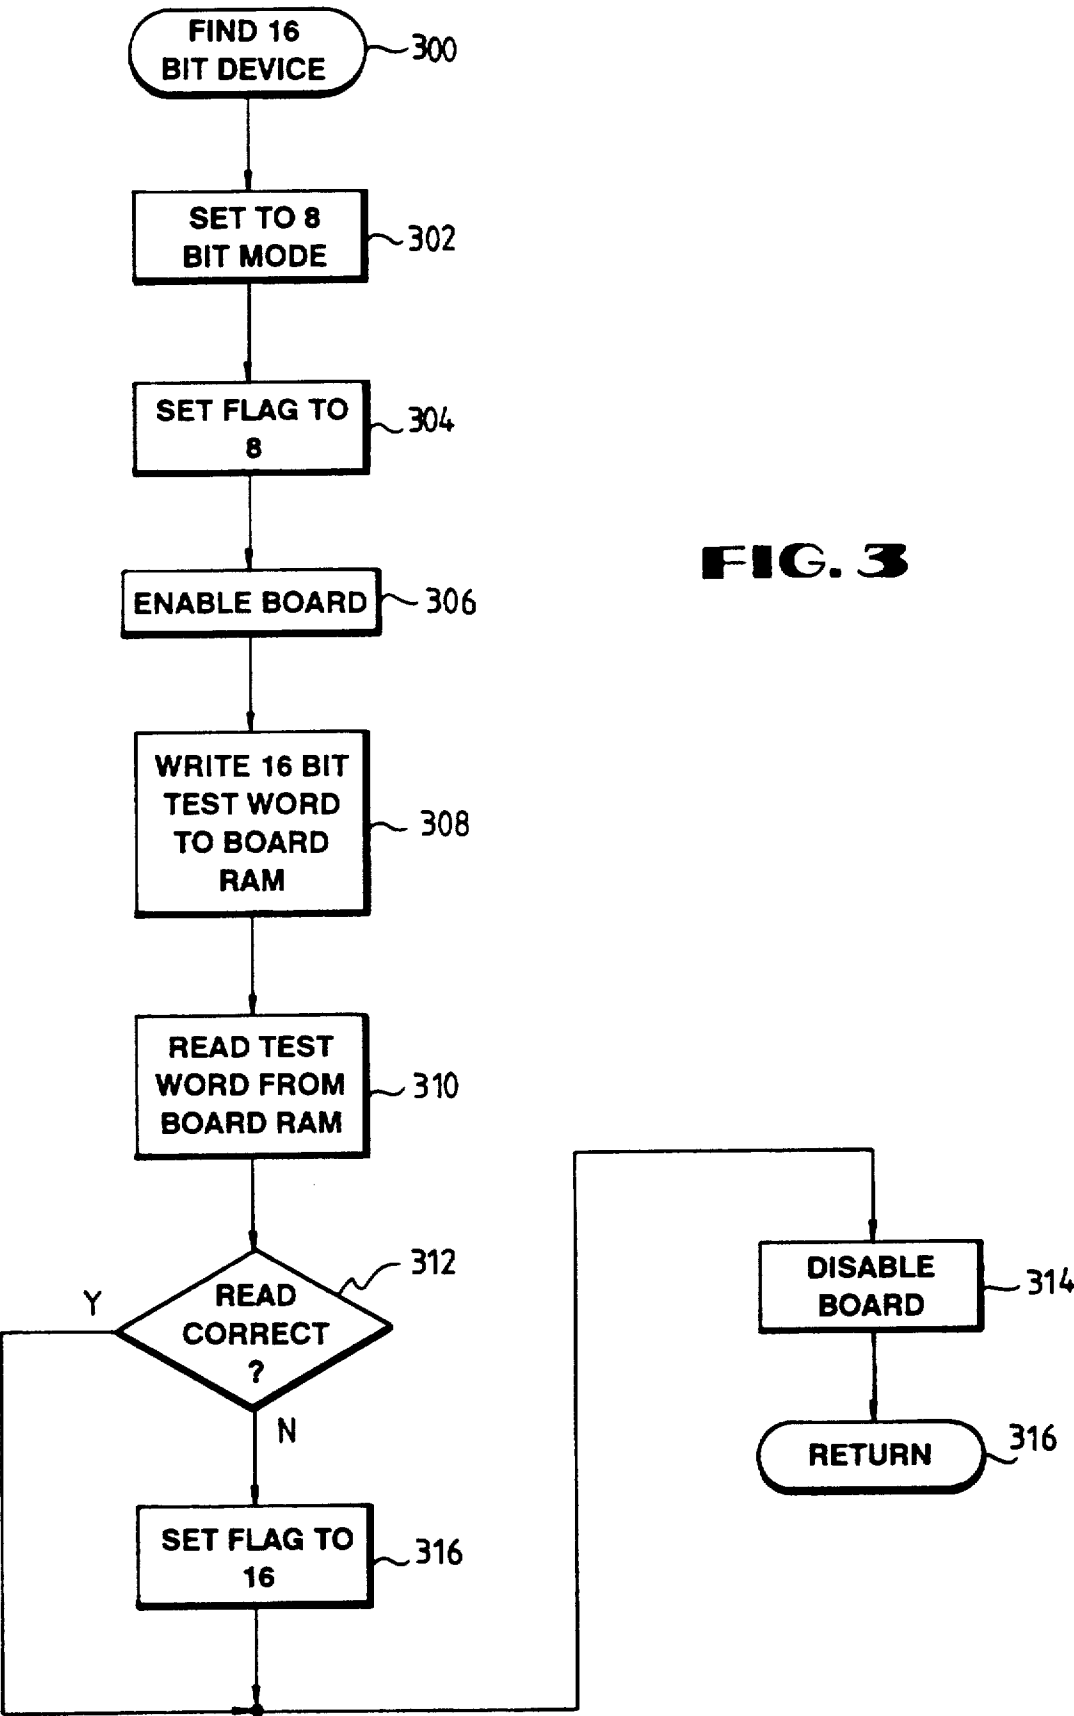 FIND 16
BIT DEVICE
300
SET TO 8
BIT MODE
302
SET FLAG TO
8
304
FIG. 3
ENABLE BOARD
306
WRITE 16 BIT
TEST WORD
TO BOARD
RAM
308
READ TEST
WORD FROM
BOARD RAM
310
READ
CORRECT
?
312
Y
N
SET FLAG TO
16
316
DISABLE
BOARD
314
RETURN
316